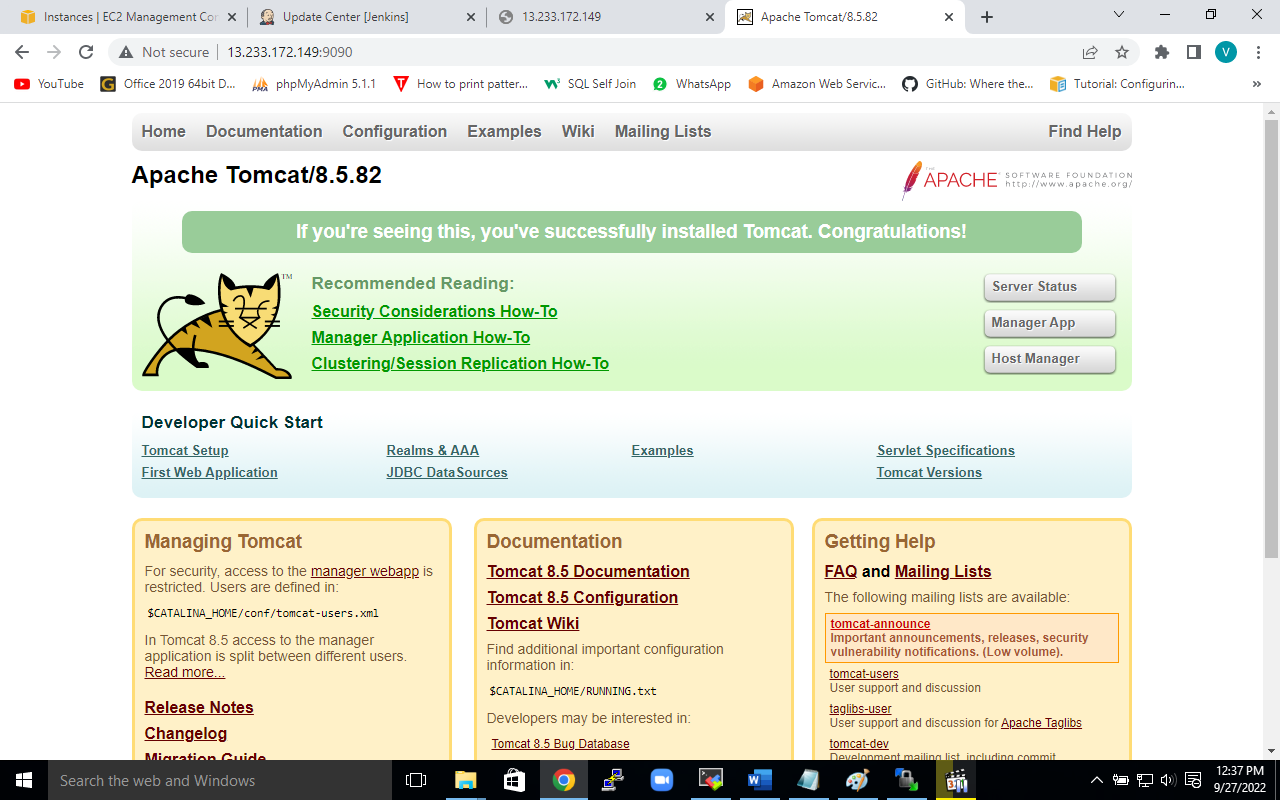 Instances | EC2 Management Con
Update Center [Jenkins]
13.233.172.149
Apache Tomcat/8.5.82
Not secure
13.233.172.149:9090
V
YouTube
Office 2019 64bit D...
phpMyAdmin 5.1.1
How to print patter...
SQL Self Join
2
WhatsApp
Amazon Web Servic...
GitHub: Where the...
Tutorial: Configurin...
»
Home
Documentation
Configuration
Examples
Wiki
Mailing Lists
Find Help
Apache Tomcat/8.5.82
THE
APACHE
SOFTWARE FOUNDATION
http://www.apache.org/
If you're seeing this, you've successfully installed Tomcat. Congratulations!
TM
Recommended Reading:
Security Considerations How-To
Manager Application How-To
Clustering/Session Replication How-To
Server Status
Manager App
Host Manager
Developer Quick Start
Tomcat Setup
First Web Application
Realms & AAA
JDBC DataSources
Examples
Servlet Specifications
Tomcat Versions
Managing Tomcat
For security, access to the manager webapp is
restricted. Users are defined in:
$CATALINA_HOME/conf/tomcat-users.xml
In Tomcat 8.5 access to the manager
application is split between different users.
Read more...
Release Notes
Changelog
Migration Guide
Documentation
Tomcat 8.5 Documentation
Tomcat 8.5 Configuration
Tomcat Wiki
Find additional important configuration
information in:
$CATALINA_HOME/RUNNING.txt
Developers may be interested in:
Tomcat 8.5 Bug Database
Getting Help
FAQ and Mailing Lists
The following mailing lists are available:
tomcat-announce
Important announcements, releases, security
vulnerability notifications. (Low volume).
tomcat-users
User support and discussion
taglibs-user
User support and discussion for Apache Taglibs
tomcat-dev
Development mailing list, including commit
Search the web and Windows
12:37 PM
9/27/2022